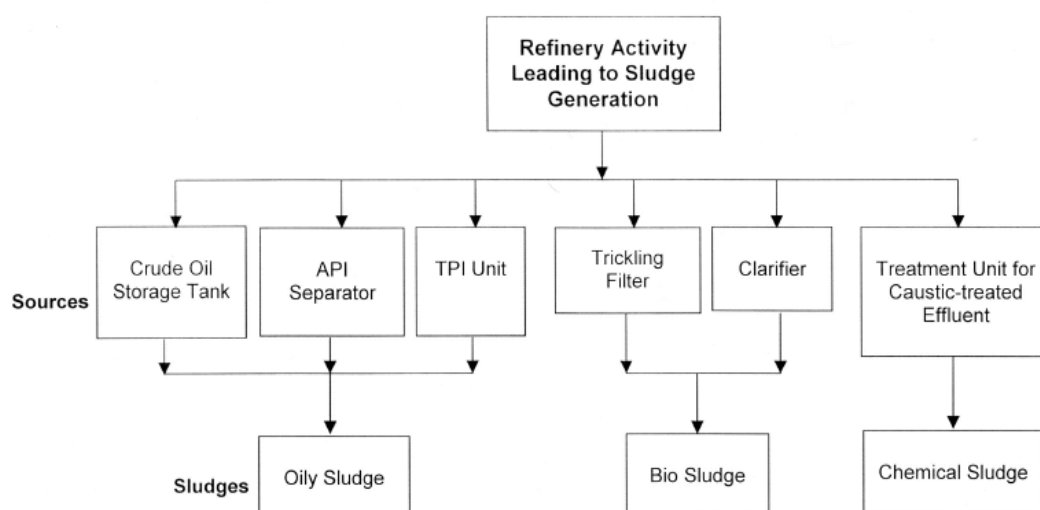 Refinery Activity
Leading to Sludge
Generation
Sources
Crude Oil
Storage Tank
API
Separator
TPI Unit
Trickling
Filter
Clarifier
Treatment Unit for
Caustic-treated
Effluent
Sludges
Oily Sludge
Bio Sludge
Chemical Sludge